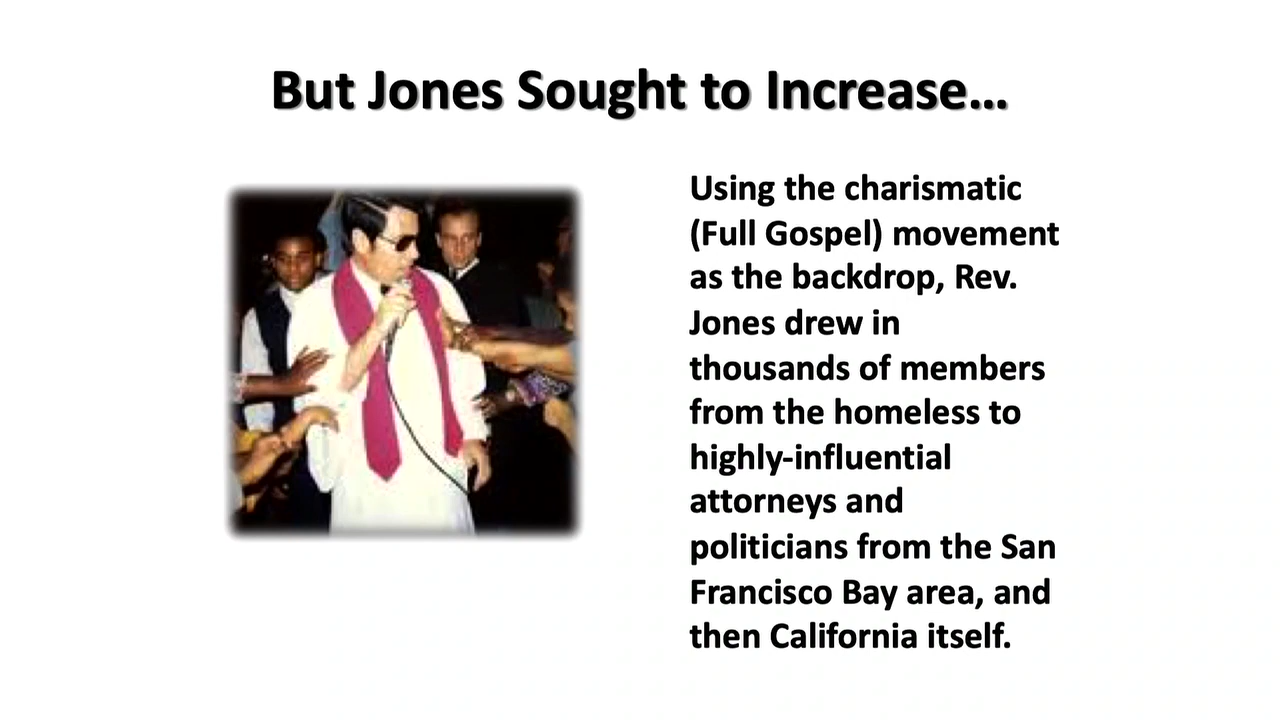 But Jones Sought to Increase…
Using the charismatic
(Full Gospel) movement
as the backdrop, Rev.
Jones drew in
thousands of members
from the homeless to
highly-influential
attorneys and
politicians from the San
Francisco Bay area, and
then California itself.